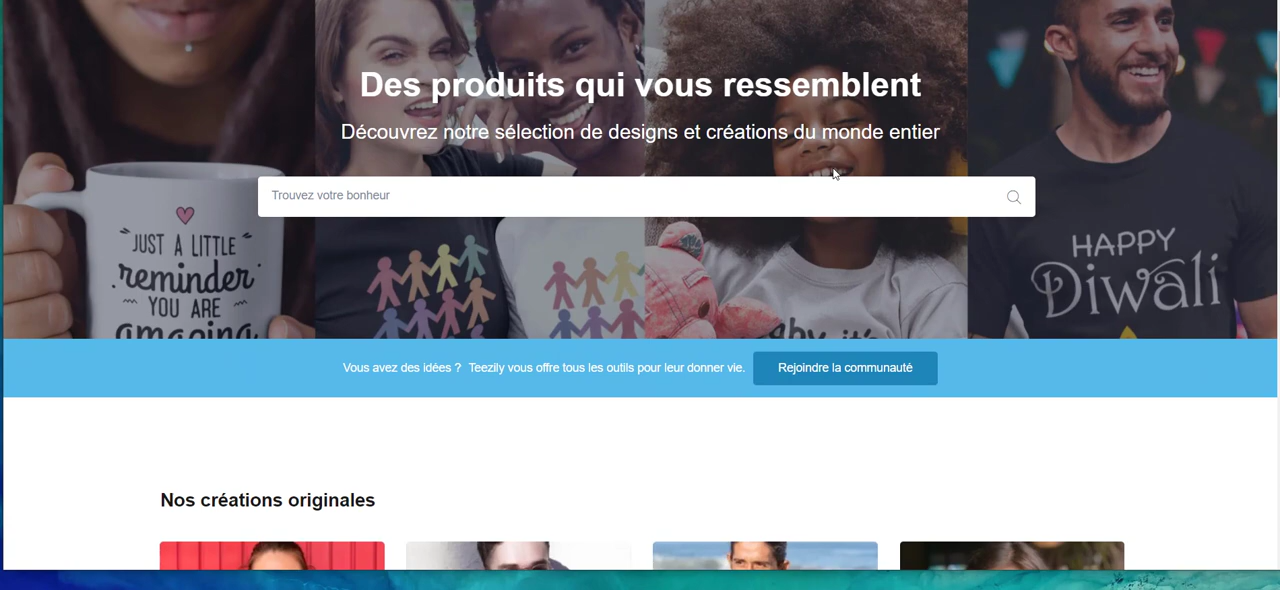 Des produits qui vous ressemblent
Découvrez notre sélection de designs et créations du monde entier
Trouvez votre bonheur
JUST A LITTLE
reminder
YOU ARE
amazing
HAPPY
Diwali
Vous avez des idées ? Teezily vous offre tous les outils pour leur donner vie.
Rejoindre la communauté
Nos créations originales